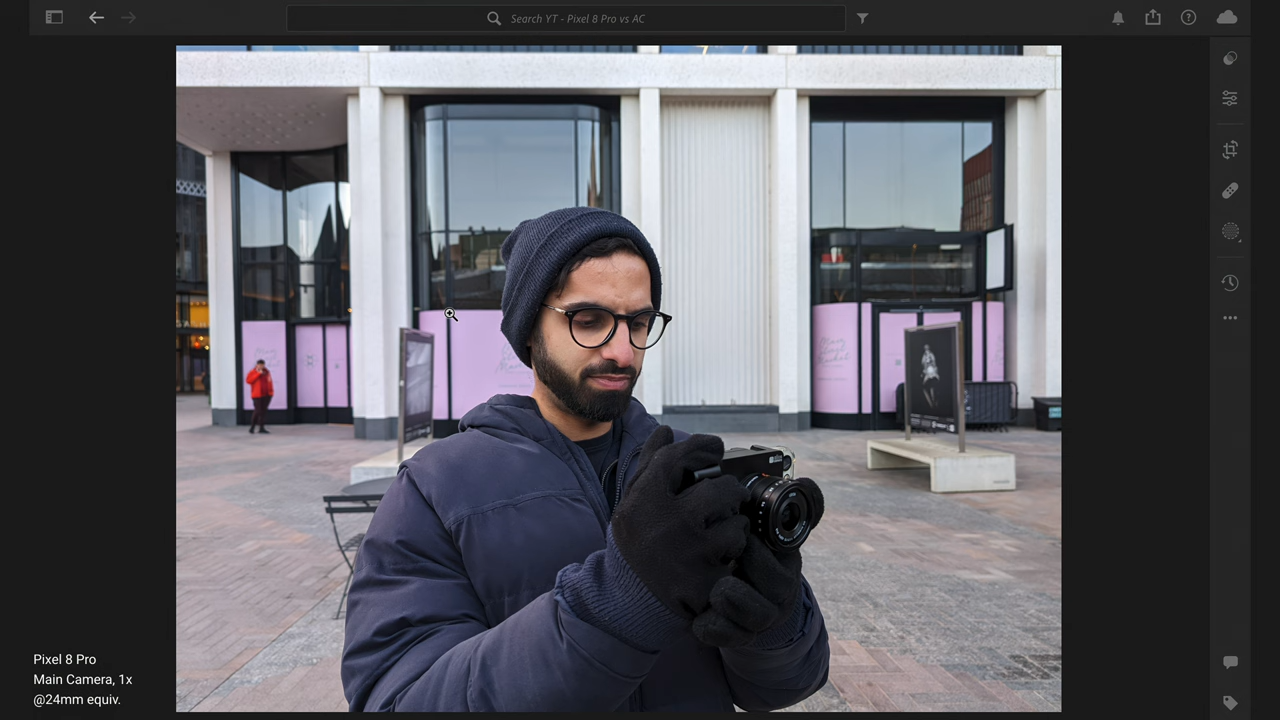 Search YT - Pixel 8 Pro vs AC
Pixel 8 Pro
Main Camera, 1x
@24mm equiv.